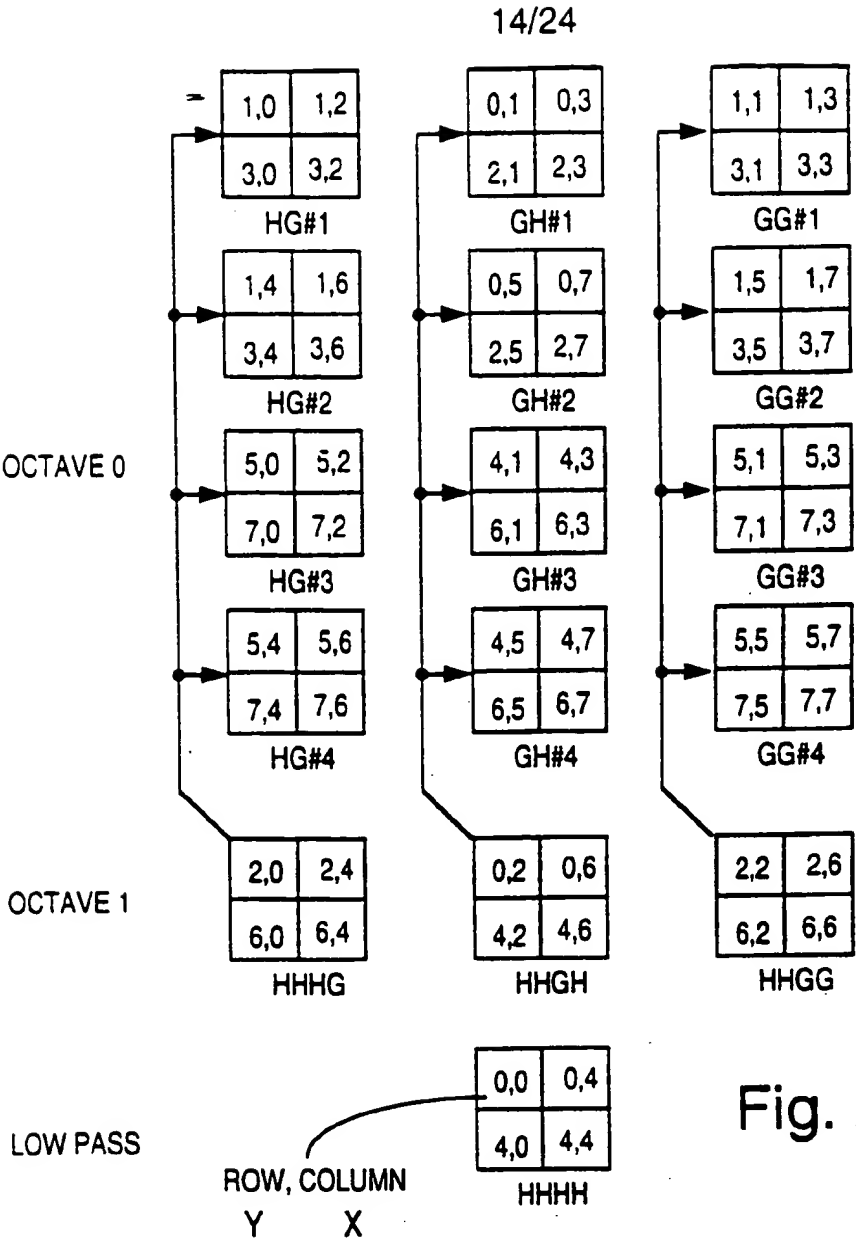 14/24
1,0 1,2 0,1 0,3 1,1 1,3
3,0 3,2 2,1 2,3 3,1 3,3
HG#1 GH#1 GG#1
1,4 1,6 0,5 0,7 1,5 1,7
3,4 3,6 2,5 2,7 3,5 3,7
HG#2 GH#2 GG#2
OCTAVE 0
5,0 5,2 4,1 4,3 5,1 5,3
7,0 7,2 6,1 6,3 7,1 7,3
HG#3 GH#3 GG#3
5,4 5,6 4,5 4,7 5,5 5,7
7,4 7,6 6,5 6,7 7,5 7,7
HG#4 GH#4 GG#4
OCTAVE 1
2,0 2,4 0,2 0,6 2,2 2,6
6,0 6,4 4,2 4,6 6,2 6,6
HHHG HHGH HHGG
LOW PASS
0,0 0,4
4,0 4,4
HHHH
ROW, COLUMN
Y X
Fig.